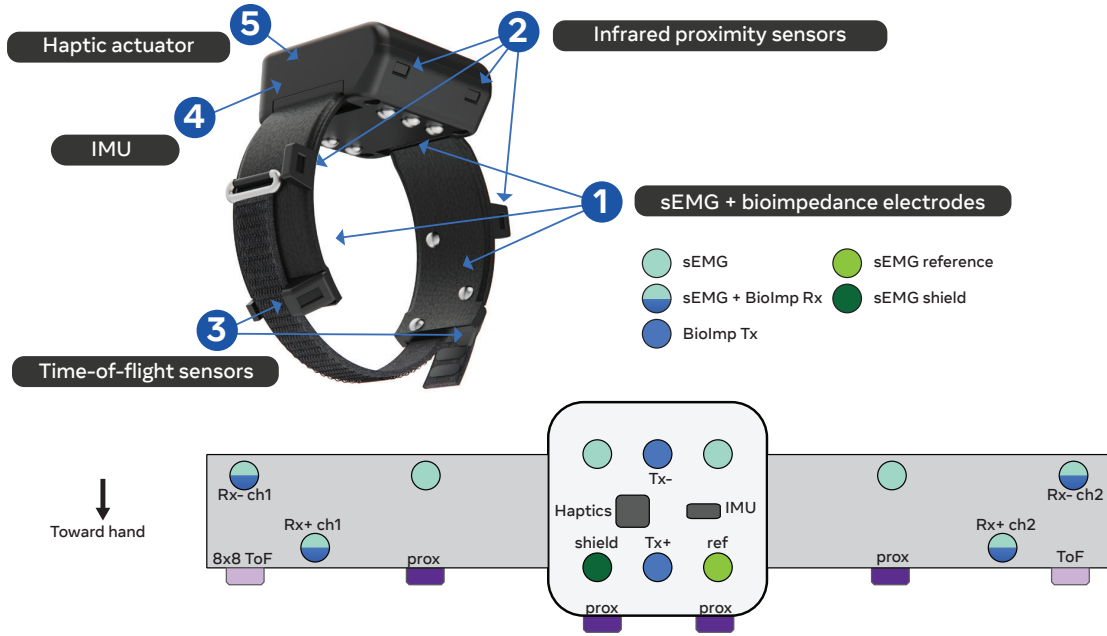 5
2
Haptic actuator
Infrared proximity sensors
4
IMU
1
sEMG + bioimpedance electrodes
sEMG
sEMG reference
sEMG + BioImp Rx
sEMG shield
BioImp Tx
3
Time-of-flight sensors
Tx-
Rx- ch1
Rx- ch2
Haptics
IMU
Toward hand
Rx+ ch1
Rx+ ch2
shield
Tx+
ref
8x8 ToF
prox
prox
ToF
prox
prox